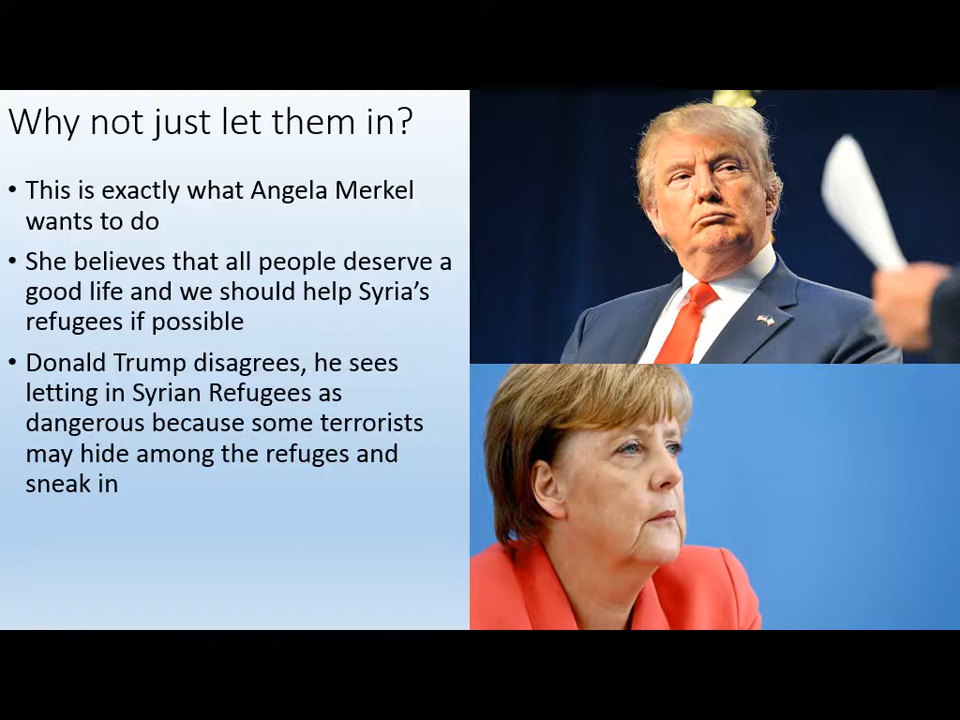 Why not just let them in?
• This is exactly what Angela Merkel
wants to do
• She believes that all people deserve a
good life and we should help Syria's
refugees if possible
• Donald Trump disagrees, he sees
letting in Syrian Refugees as
dangerous because some terrorists
may hide among the refuges and
sneak in